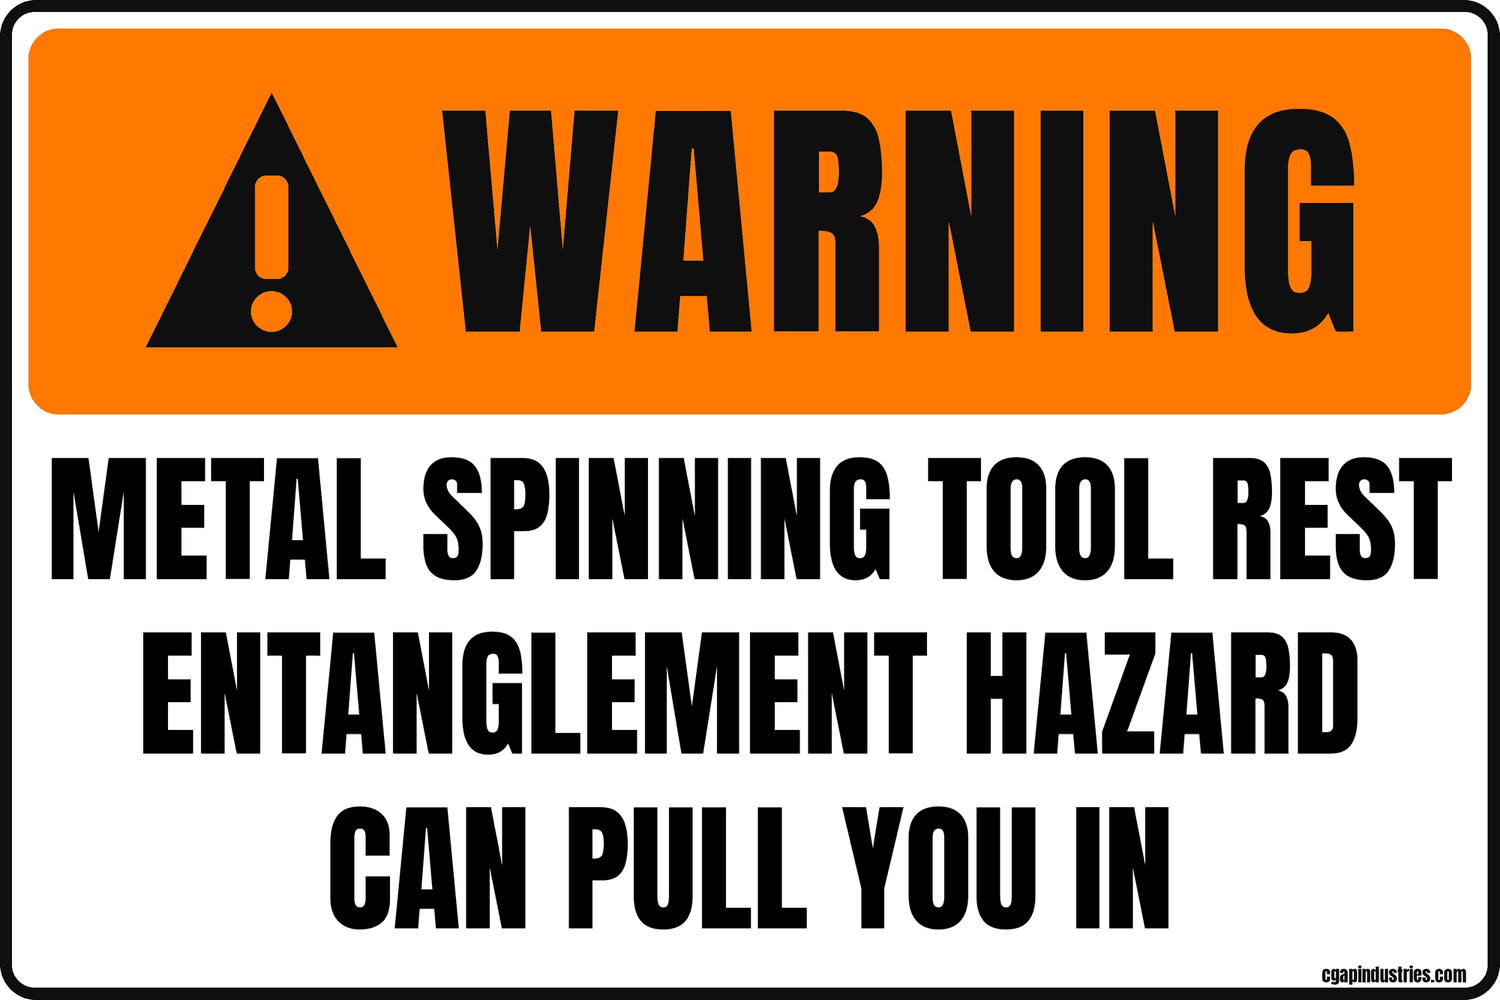 WARNING
METAL SPINNING TOOL REST
ENTANGLEMENT HAZARD
CAN PULL YOU IN
cgapindustries.com